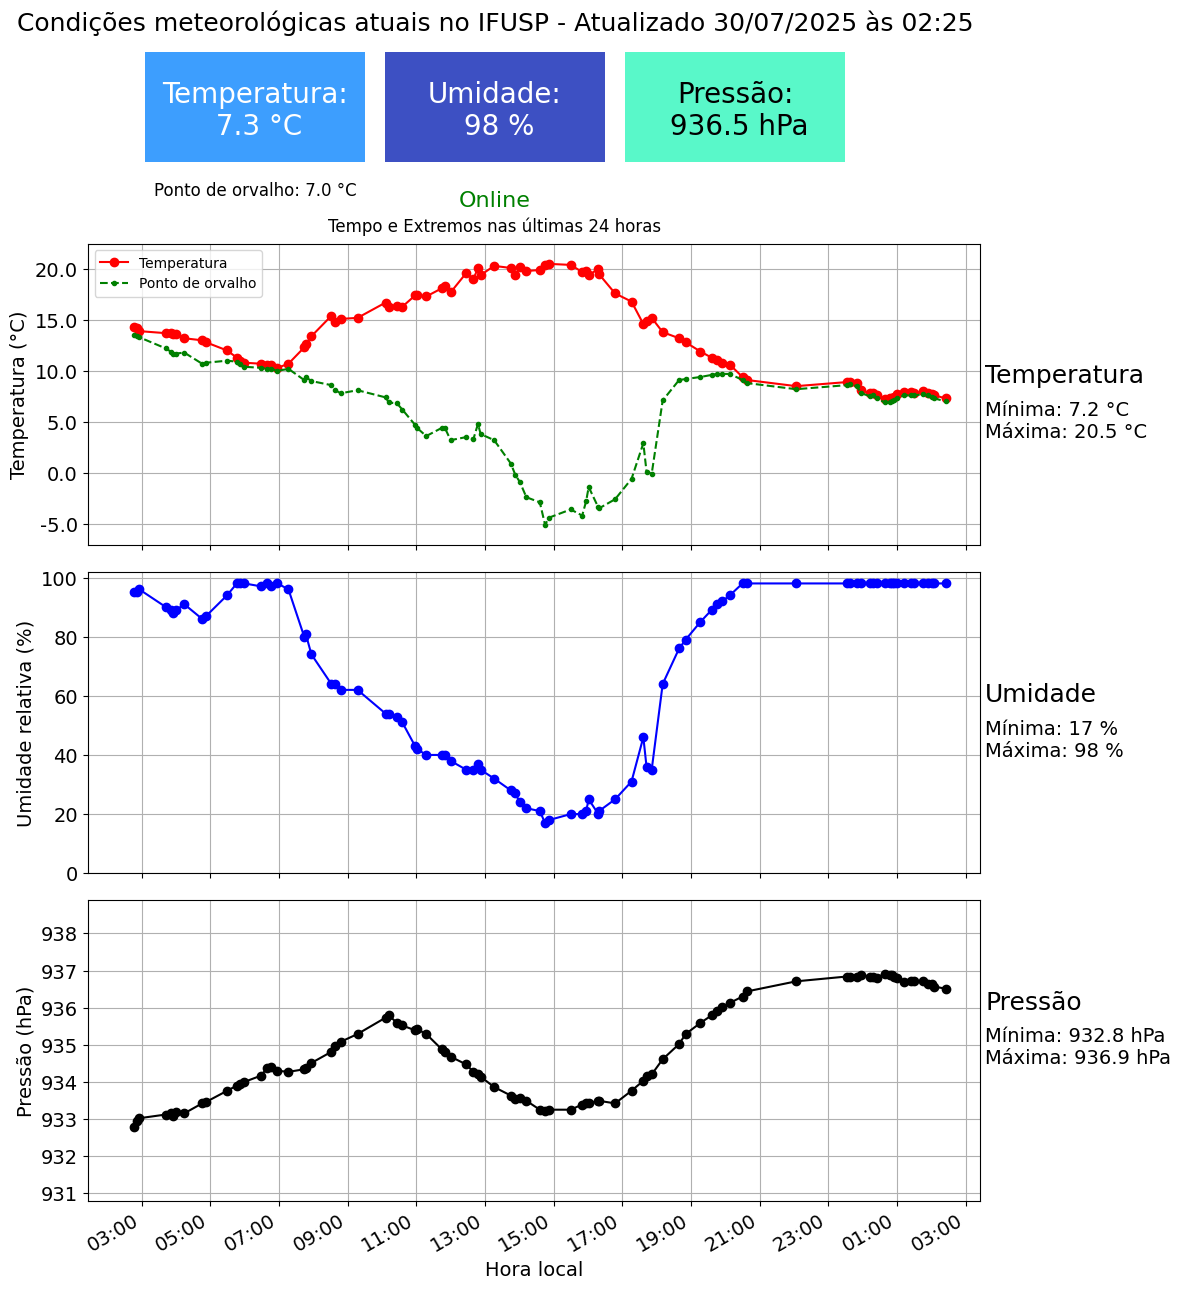 Condições meteorológicas atuais no IFUSP - Atualizado 30/07/2025 às 02:25
Temperatura:
7.3 °C
Umidade:
98 %
Pressão:
936.5 hPa
Ponto de orvalho: 7.0 °C
Online
Tempo e Extremos nas últimas 24 horas
Temperatura
Ponto de orvalho
Temperatura (°C)
20.0
15.0
10.0
5.0
0.0
-5.0
Temperatura
Mínima: 7.2 °C
Máxima: 20.5 °C
Umidade relativa (%)
100
80
60
40
20
0
Umidade
Mínima: 17 %
Máxima: 98 %
Pressão (hPa)
938
937
936
935
934
933
932
931
Pressão
Mínima: 932.8 hPa
Máxima: 936.9 hPa
03:00 05:00 07:00 09:00 11:00 13:00 15:00 17:00 19:00 21:00 23:00 01:00 03:00
Hora local